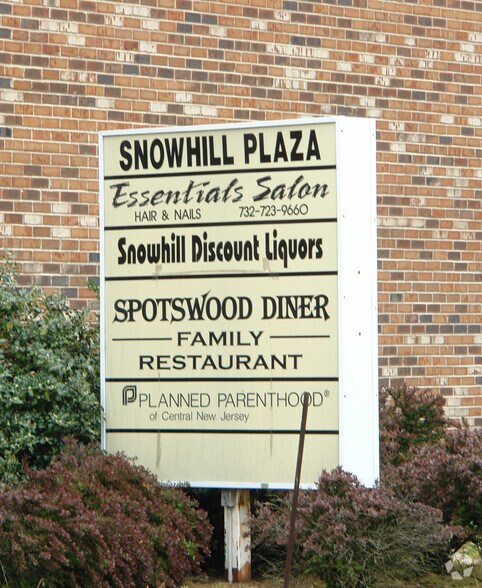 SNOWHILL PLAZA
Essentials Salon
HAIR & NAILS 732-723-9660
Snowhill Discount Liquors
SPOTSWOOD DINER
FAMILY
RESTAURANT
PLANNED PARENTHOOD®
of Central New Jersey